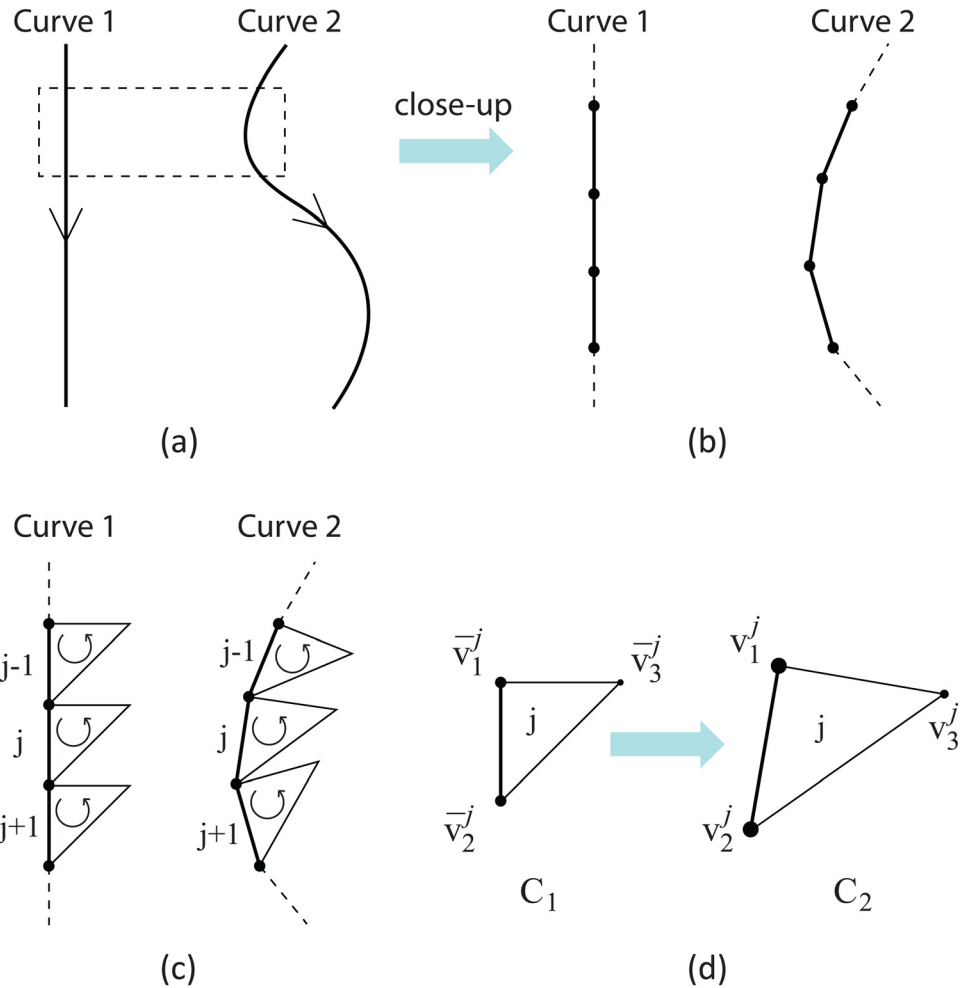 Curve 1
Curve 2
close-up
Curve 1
Curve 2
(a)
(b)
Curve 1
Curve 2
j-1
j
j+1
j-1
j
j+1
(c)
v̅₁ʲ
v̅₃ʲ
j
v̅₂ʲ
C₁
v₁ʲ
j
v₃ʲ
v₂ʲ
C₂
(d)